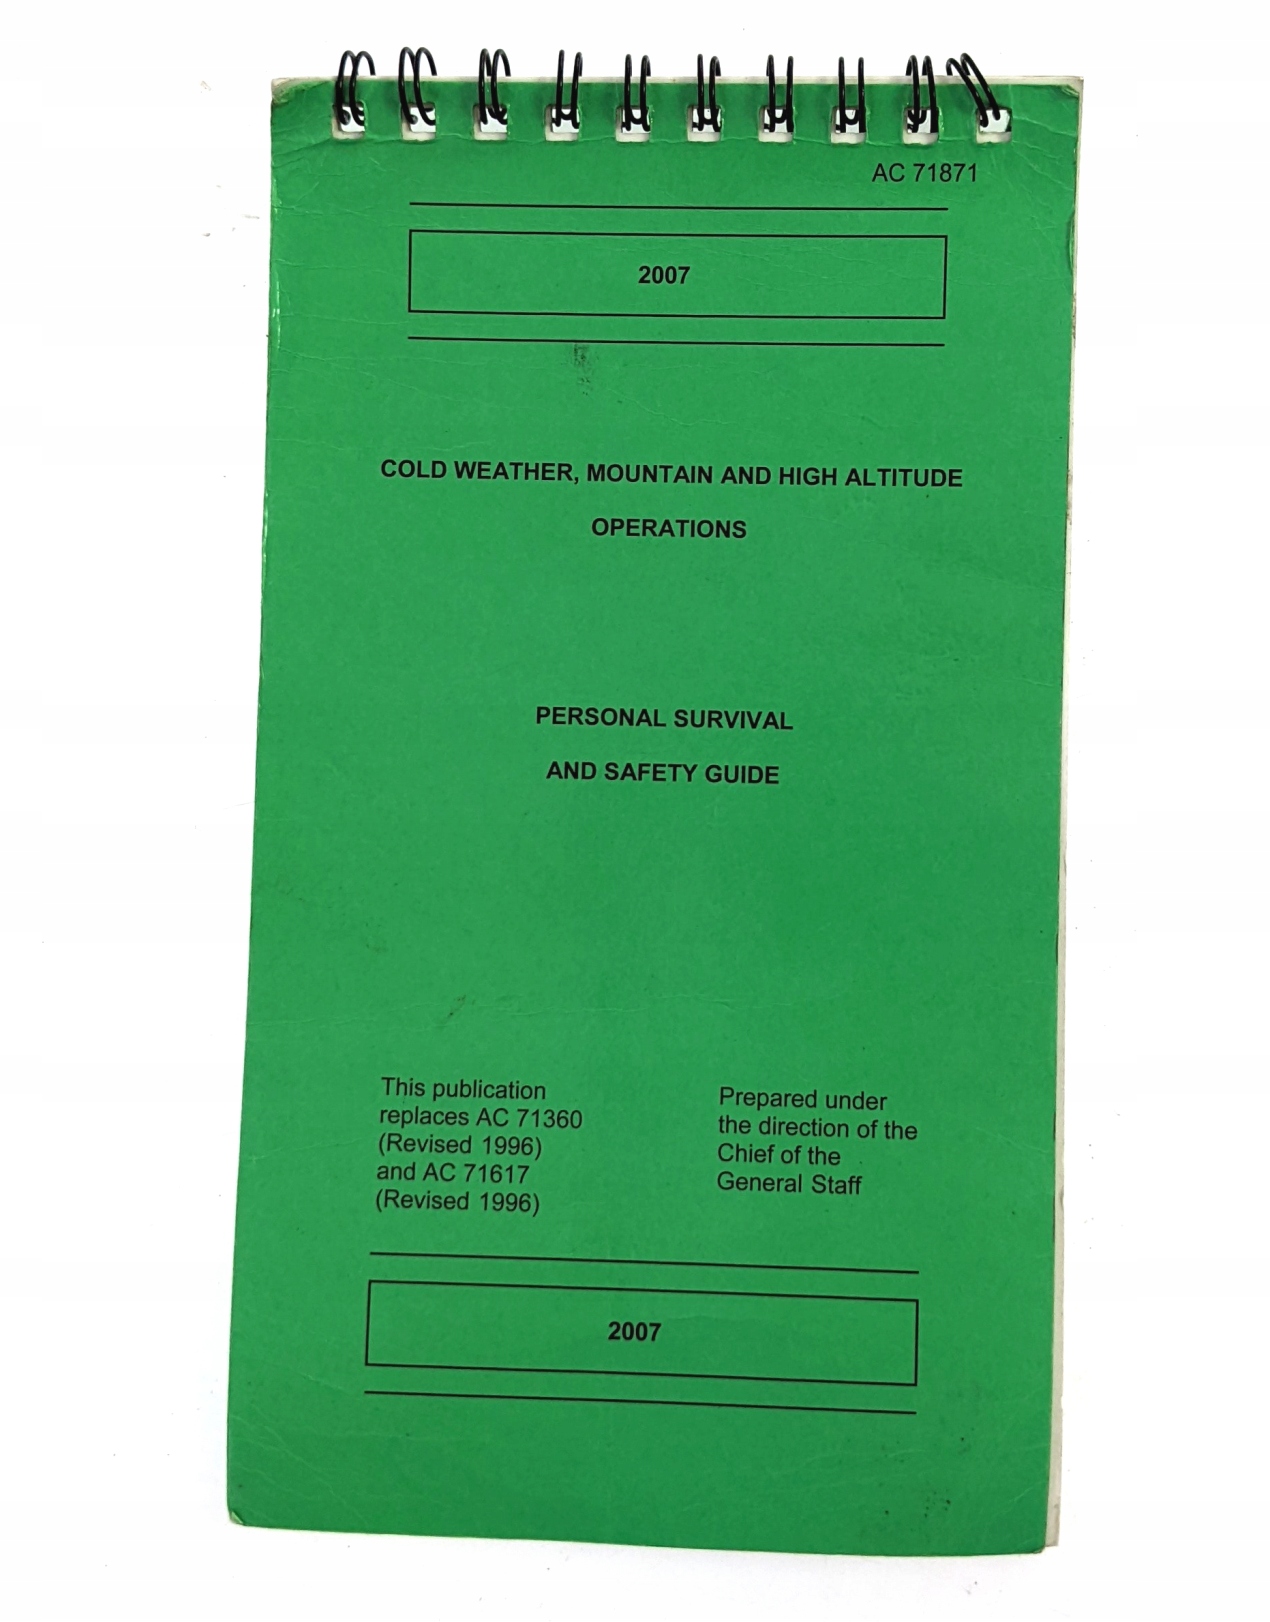 AC 71871
2007
COLD WEATHER, MOUNTAIN AND HIGH ALTITUDE
OPERATIONS
PERSONAL SURVIVAL
AND SAFETY GUIDE
This publication
replaces AC 71360
(Revised 1996)
and AC 71617
(Revised 1996)
Prepared under
the direction of the
Chief of the
General Staff
2007